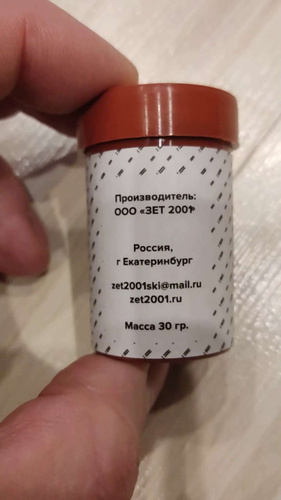 Производитель:
ООО «ЗЕТ 2001»
Россия,
г Екатеринбург
zet2001ski@mail.ru
zet2001.ru
Масса 30 гр.